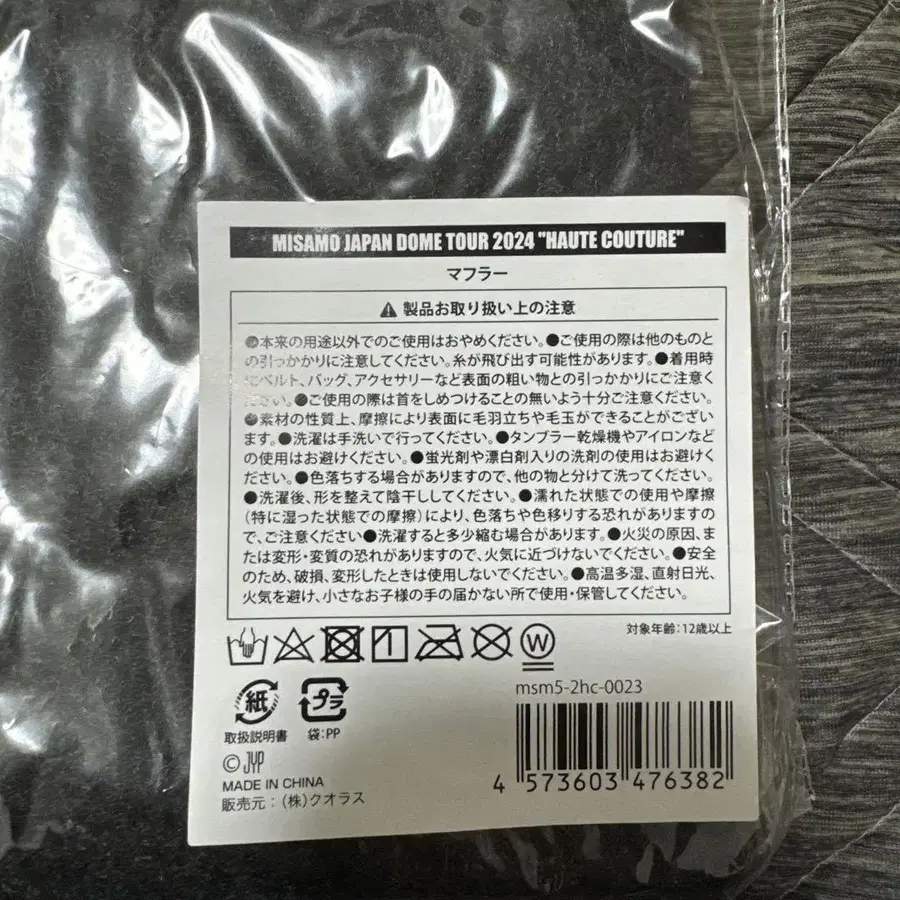 MISAMO JAPAN DOME TOUR 2024 "HAUTE COUTURE"
マフラー
⚠製品お取り扱い上の注意
●本来の用途以外でのご使用はおやめください。●ご使用の際は他のものと
の引っかかりに注意してください。糸が飛び出す可能性があります。●着用時
にベルト、バッグ、アクセサリーなど表面の粗い物との引っかかりにご注意く
ださい。●ご使用の際は首をしめつけることの無いよう十分ご注意ください。
●素材の性質上、摩擦により表面に毛羽立ちや毛玉ができることがござい
ます。●洗濯は手洗いで行ってください。●タンブラー乾燥機やアイロンなど
の使用はお避けください。●蛍光剤や漂白剤入りの洗剤の使用はお避けく
ださい。●色落ちする場合がありますので、他の物と分けて洗ってください。
●洗濯後、形を整えて陰干ししてください。●濡れた状態での使用や摩擦
(特に湿った状態での摩擦)により、色落ちや色移りする恐れがありますの
で、ご注意ください●洗濯すると多少縮む場合があります。●火災の原因、ま
たは変形・変質の恐れがありますので、火気に近づけないでください。●安全
のため、破損、変形したときは使用しないでください。●高温多湿、直射日光、
火気を避け、小さなお子様の手の届かない所で使用・保管してください。
対象年齢:12歳以上
W
msm5-2hc-0023
紙 プラ
取扱説明書 袋:PP
©JYP
MADE IN CHINA
販売元:(株)クオラス
4 573603 476382